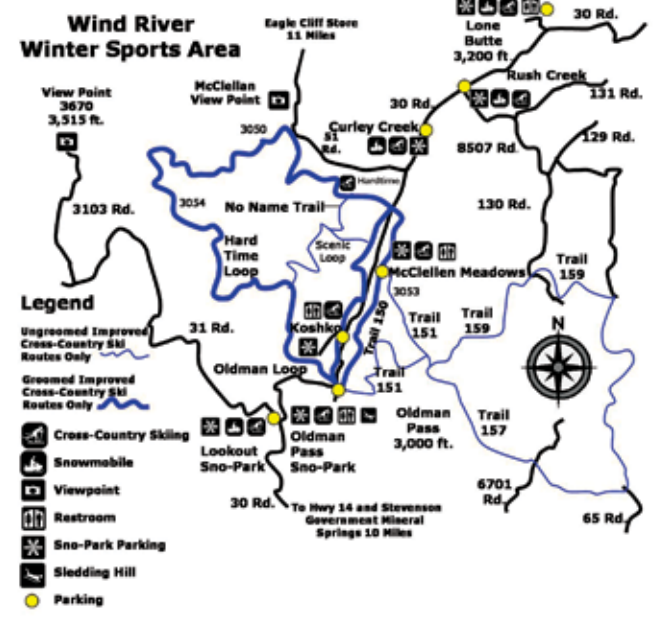 Wind River
Winter Sports Area
Eagle Cliff Store
11 Miles
30 Rd.
Lone
Butte
3,200 ft.
View Point
3670
3,515 ft.
McClellan
View Point
Rush Creek
131 Rd.
30 Rd.
3050
51
Rd.
Curley Creek
129 Rd.
8507 Rd.
Hardtime
3103 Rd.
3054
No Name Trail
130 Rd.
Hard
Time
Loop
Scenic
Loop
McClellen Meadows
Trail
159
3053
Legend
Ungroomed Improved
Cross-Country Ski
Routes Only
31 Rd.
Koshko
Trail 150
Trail
151
Trail
159
N
Oldman Loop
Groomed Improved
Cross-Country Ski
Routes Only
Trail
151
Oldman
Pass
3,000 ft.
Trail
157
Cross-Country Skiing
Lookout
Sno-Park
Oldman
Pass
Sno-Park
Snowmobile
Viewpoint
6701
Rd.
30 Rd.
To Hwy 14 and Stevenson
Government Mineral
Springs 10 Miles
65 Rd.
Restroom
Sno-Park Parking
Sledding Hill
Parking